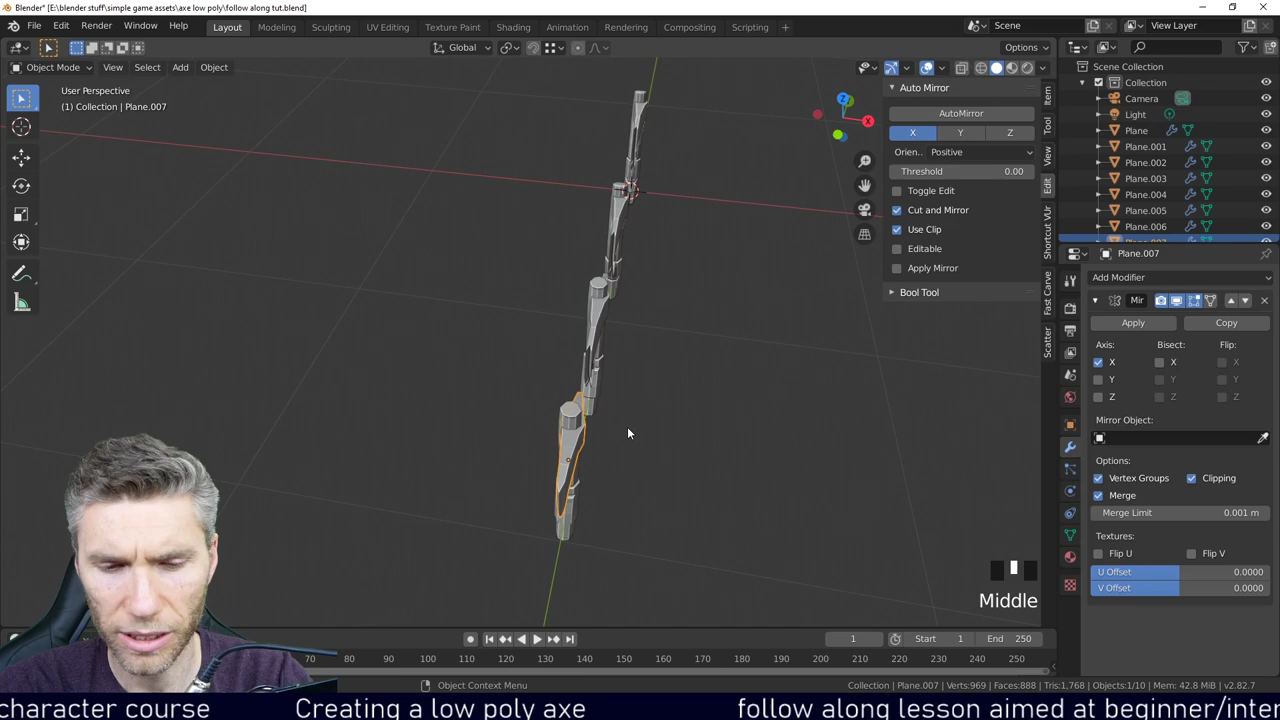 Blender* [E:\blender stuff\simple game assets\axe low poly\follow along tut.blend]
File Edit Render Window Help Layout Modeling Sculpting UV Editing Texture Paint Shading Animation Rendering Compositing Scripting + Scene View Layer
Global Options
Object Mode View Select Add Object
User Perspective
(1) Collection | Plane.007
X
Z
Auto Mirror
AutoMirror
X Y Z
Orien.. Positive
Threshold 0.00
Toggle Edit
Cut and Mirror
Use Clip
Editable
Apply Mirror
Bool Tool
Item
Tool
View
Edit
Shortcut VUr
Fast Carve
Scatter
Scene Collection
Collection
Camera
Light
Plane
Plane.001
Plane.002
Plane.003
Plane.004
Plane.005
Plane.006
Plane.007
Add Modifier
Mir
Apply Copy
Axis: Bisect: Flip:
X X X
Y Y Y
Z Z Z
Mirror Object:
Options:
Vertex Groups Clipping
Merge
Merge Limit 0.001 m
Textures:
Flip U Flip V
U Offset 0.0000
V Offset 0.0000
Middle
1 Start 1 End 250
70 80 90 100 110 120 130 140 150 160 170 180 190 200 210 220 230 240 250
Object Context Menu
Collection | Plane.007 | Verts:969 | Faces:888 | Tris:1,768 | Objects:1/10 | Mem: 42.8 MiB | v2.82.7
character course Creating a low poly axe follow along lesson aimed at beginner/inter